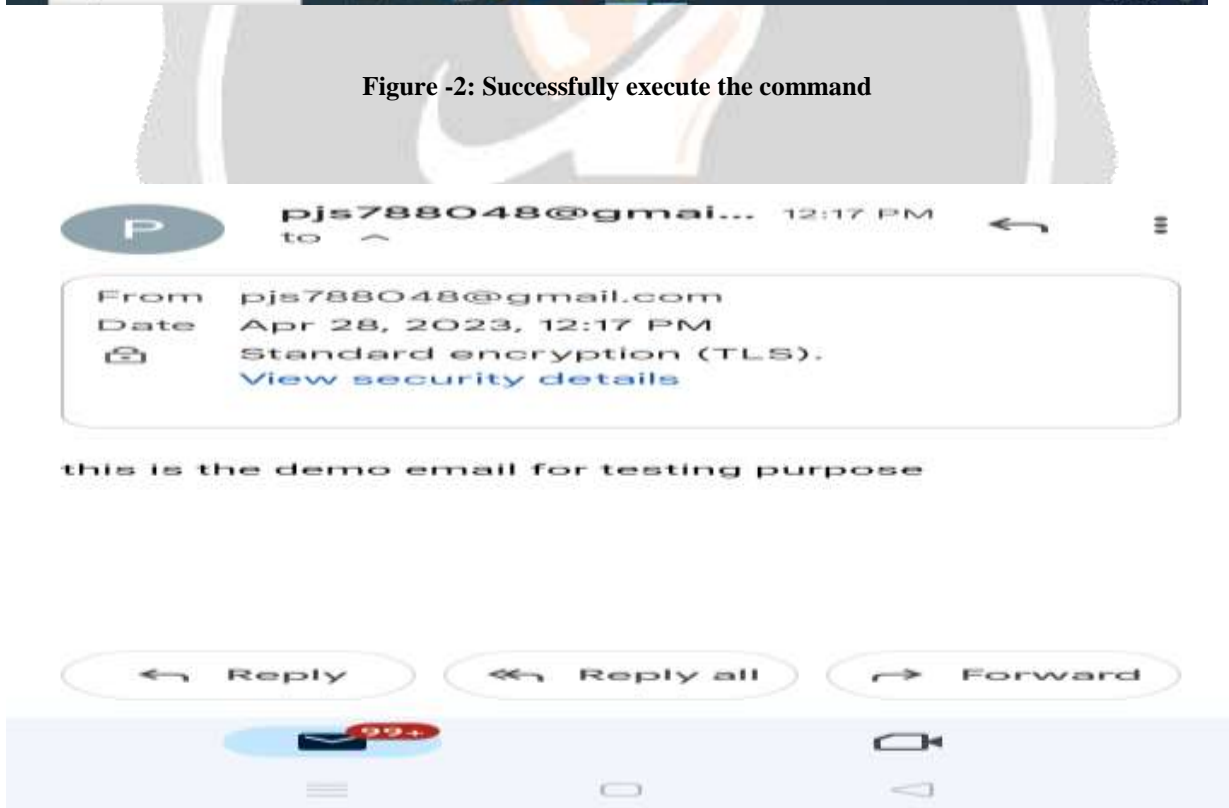 Figure -2: Successfully execute the command
P
pjs788048@gmai... 12:17 PM
to
From pjs788048@gmail.com
Date Apr 28, 2023, 12:17 PM
Standard encryption (TLS).
View security details
this is the demo email for testing purpose
Reply Reply all Forward
99+